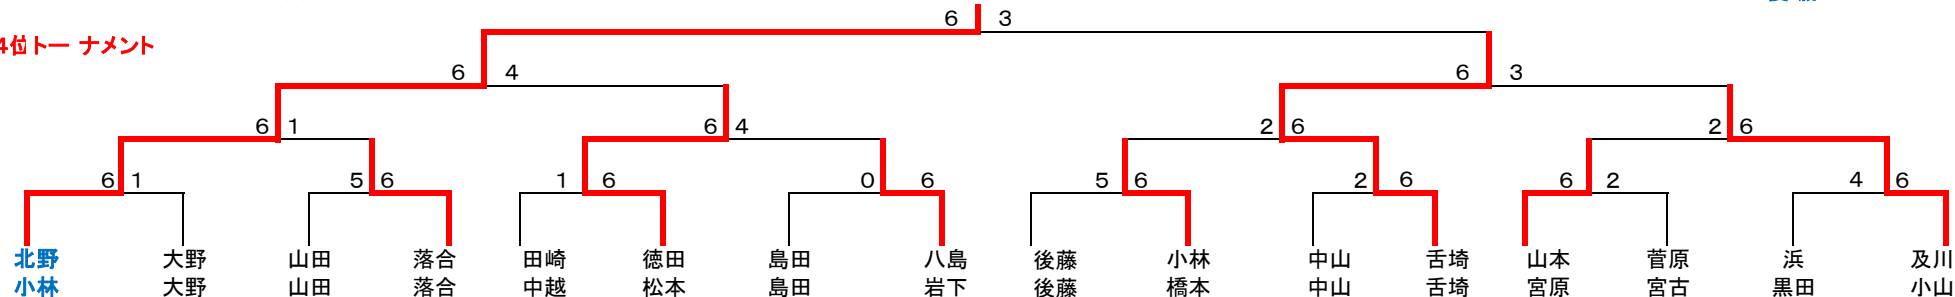 6 3
4位トーナメント
6 4 6 3
6 1 6 4 2 6 2 6
6 1 5 6 1 6 0 6 5 6 2 6 6 2 4 6
北野 大野 山田 落合 田崎 徳田 島田 八島 後藤 小林 中山 舌埼 山本 菅原 浜 及川
小林 大野 山田 落合 中越 松本 島田 岩下 後藤 橋本 中山 舌埼 宮原 宮古 黒田 小山